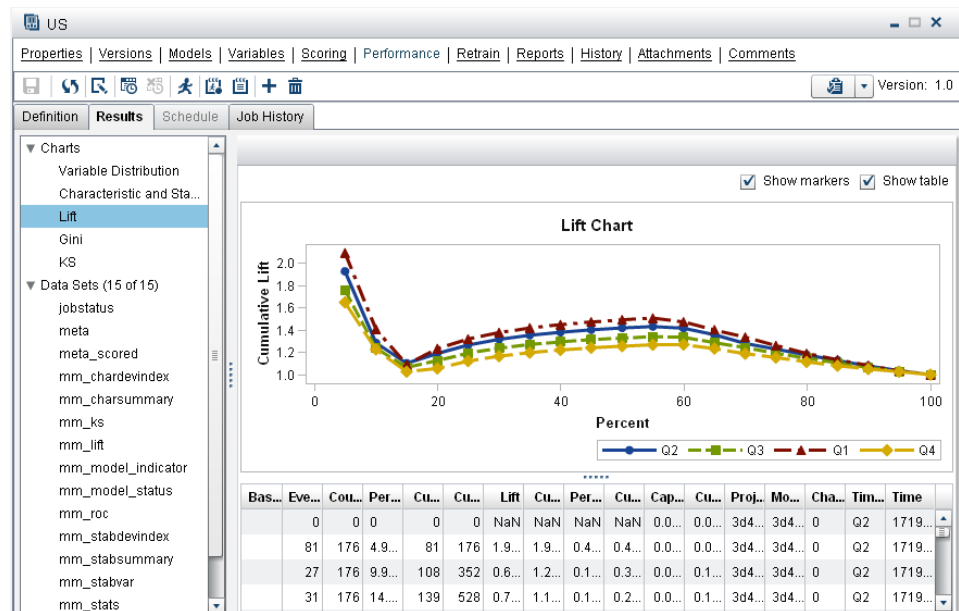 US
Properties | Versions | Models | Variables | Scoring | Performance | Retrain | Reports | History | Attachments | Comments
Version: 1.0
Definition Results Schedule Job History
Charts
Variable Distribution
Characteristic and Sta...
Lift
Gini
KS
Data Sets (15 of 15)
jobstatus
meta
meta_scored
mm_chardevindex
mm_charsummary
mm_ks
mm_lift
mm_model_indicator
mm_model_status
mm_roc
mm_stabdevindex
mm_stabsummary
mm_stabvar
mm_stats
Show markers Show table
Lift Chart
Cumulative Lift
2.0
1.8
1.6
1.4
1.2
1.0
0 20 40 60 80 100
Percent
Q2 Q3 Q1 Q4
Bas... Eve... Cou... Per... Cu... Cu... Lift Cu... Per... Cu... Cap... Cu... Proj... Mo... Cha... Tim... Time
0 0 0 0 0 NaN NaN NaN NaN 0.0... 0.0... 3d4... 3d4... 0 Q2 1719...
81 176 4.9... 81 176 1.9... 1.9... 0.4... 0.4... 0.0... 0.0... 3d4... 3d4... 0 Q2 1719...
27 176 9.9... 108 352 0.6... 1.2... 0.1... 0.3... 0.0... 0.1... 3d4... 3d4... 0 Q2 1719...
31 176 14.... 139 528 0.7... 1.1... 0.1... 0.2... 0.0... 0.1... 3d4... 3d4... 0 Q2 1719...